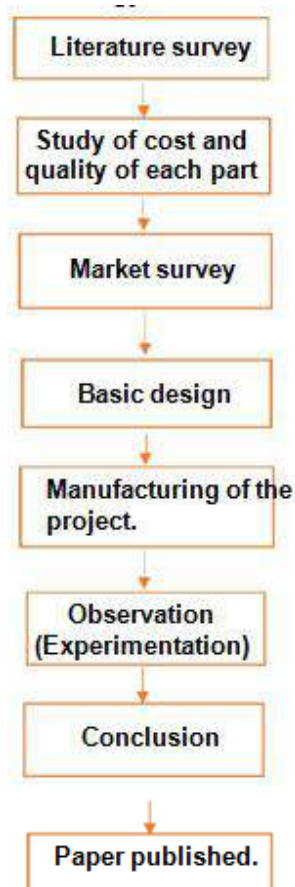 Literature survey
Study of cost and
quality of each part
Market survey
Basic design
Manufacturing of the
project.
Observation
(Experimentation)
Conclusion
Paper published.